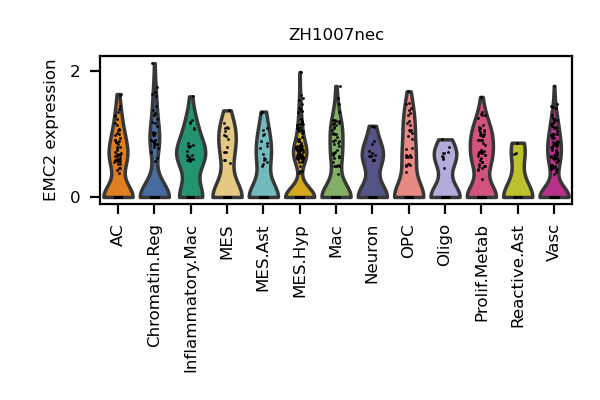 ZH1007nec
EMC2 expression
2
0
AC
Chromatin.Reg
Inflammatory.Mac
MES
MES.Ast
MES.Hyp
Mac
Neuron
OPC
Oligo
Prolif.Metab
Reactive.Ast
Vasc